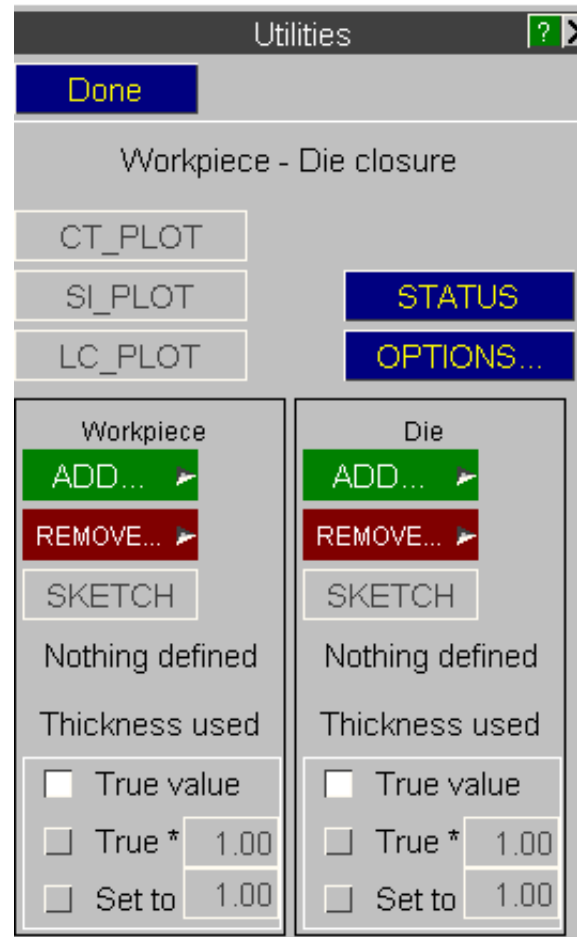 Utilities ?
Done
Workpiece - Die closure
CT_PLOT
SI_PLOT STATUS
LC_PLOT OPTIONS...
Workpiece Die
ADD... ADD...
REMOVE... REMOVE...
SKETCH SKETCH
Nothing defined Nothing defined
Thickness used Thickness used
True value True value
True * 1.00 True * 1.00
Set to 1.00 Set to 1.00